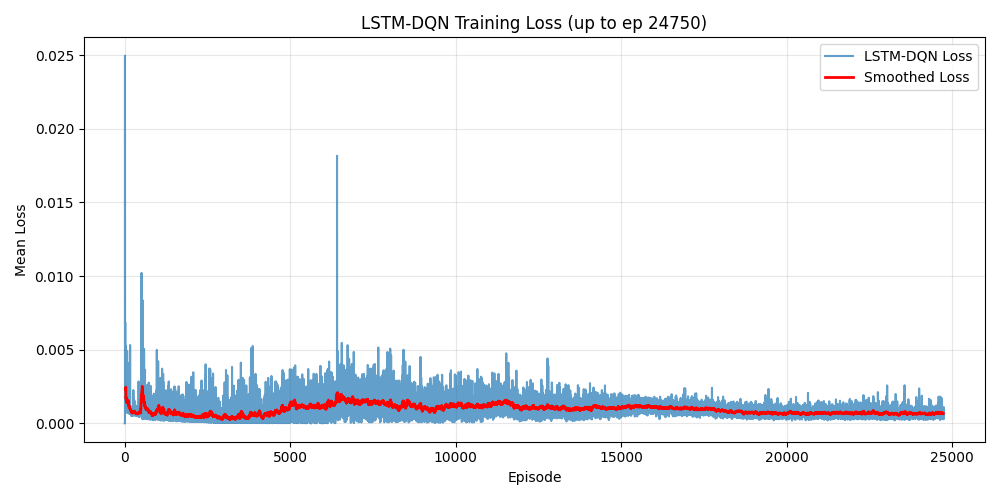 LSTM-DQN Training Loss (up to ep 24750)
LSTM-DQN Loss
Smoothed Loss
Mean Loss
0.025
0.020
0.015
0.010
0.005
0.000
0
5000
10000
15000
20000
25000
Episode